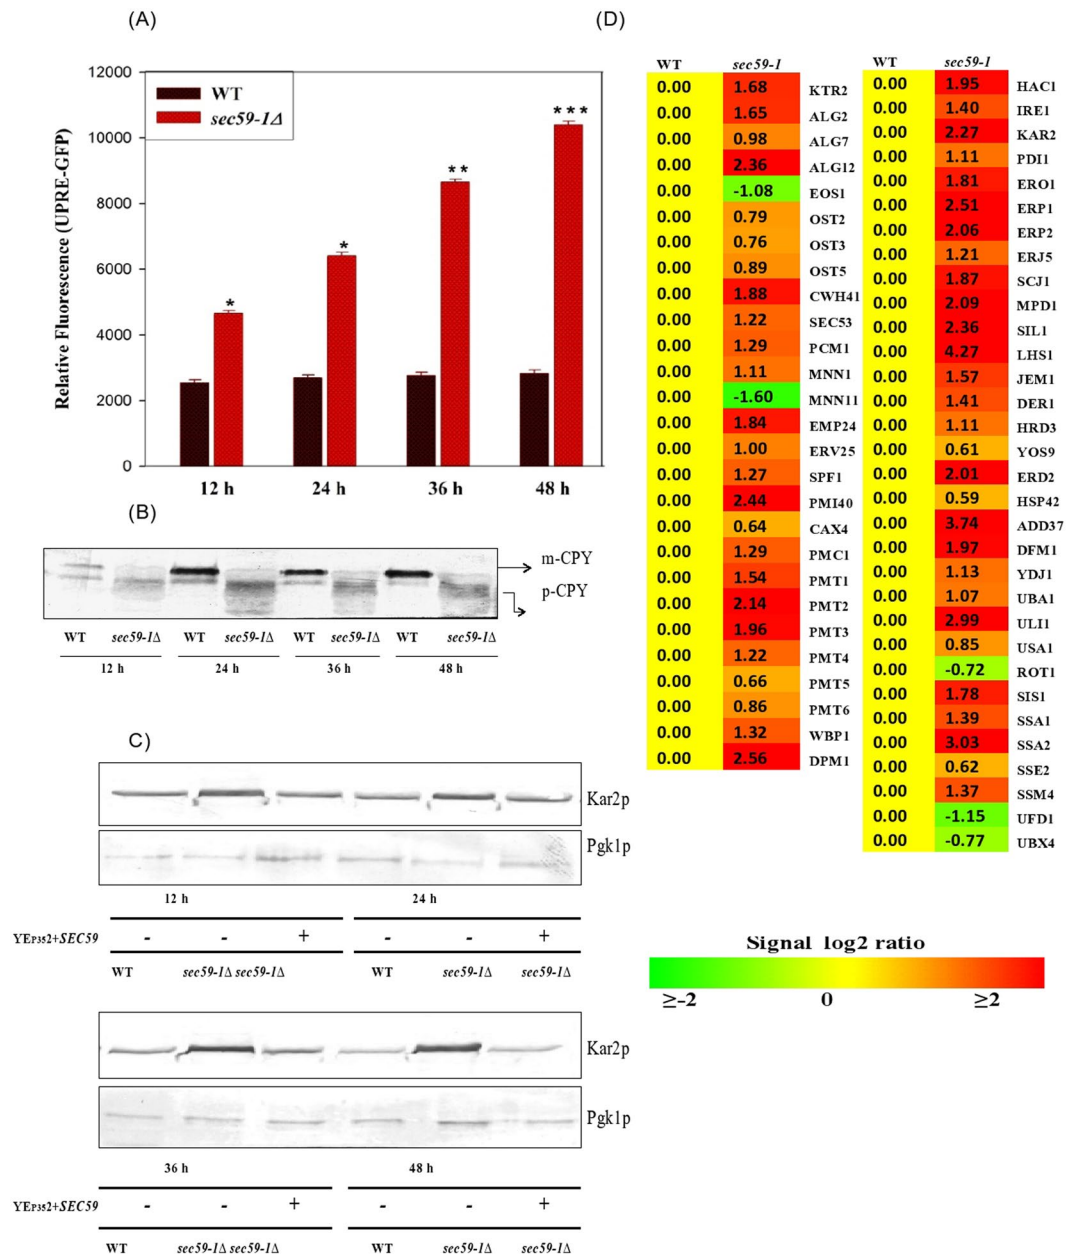 (A)
12000
10000
8000
6000
4000
2000
0
Relative Fluorescence (UPRE-GFP)
WT
sec59-1Δ
*
*
**
***
12 h 24 h 36 h 48 h
(B)
m-CPY
p-CPY
WT sec59-1Δ WT sec59-1Δ WT sec59-1Δ WT sec59-1Δ
12 h 24 h 36 h 48 h
C)
Kar2p
Pgk1p
12 h 24 h
YEP352+SEC59 - - + - - +
WT sec59-1Δ sec59-1Δ WT sec59-1Δ sec59-1Δ
Kar2p
Pgk1p
36 h 48 h
YEP352+SEC59 - - + - - +
WT sec59-1Δ sec59-1Δ WT sec59-1Δ sec59-1Δ
(D)
WT sec59-1
0.00 1.68 KTR2
0.00 1.65 ALG2
0.00 0.98 ALG7
0.00 2.36 ALG12
0.00 -1.08 EOS1
0.00 0.79 OST2
0.00 0.76 OST3
0.00 0.89 OST5
0.00 1.88 CWH41
0.00 1.22 SEC53
0.00 1.29 PCM1
0.00 1.11 MNN1
0.00 -1.60 MNN11
0.00 1.84 EMP24
0.00 1.00 ERV25
0.00 1.27 SPF1
0.00 2.44 PMI40
0.00 0.64 CAX4
0.00 1.29 PMC1
0.00 1.54 PMT1
0.00 2.14 PMT2
0.00 1.96 PMT3
0.00 1.22 PMT4
0.00 0.66 PMT5
0.00 0.86 PMT6
0.00 1.32 WBP1
0.00 2.56 DPM1
WT sec59-1
0.00 1.95 HAC1
0.00 1.40 IRE1
0.00 2.27 KAR2
0.00 1.11 PDI1
0.00 1.81 ERO1
0.00 2.51 ERP1
0.00 2.06 ERP2
0.00 1.21 ERJ5
0.00 1.87 SCJ1
0.00 2.09 MPD1
0.00 2.36 SIL1
0.00 4.27 LHS1
0.00 1.57 JEM1
0.00 1.41 DER1
0.00 1.11 HRD3
0.00 0.61 YOS9
0.00 2.01 ERD2
0.00 0.59 HSP42
0.00 3.74 ADD37
0.00 1.97 DFM1
0.00 1.13 YDJ1
0.00 1.07 UBA1
0.00 2.99 ULI1
0.00 0.85 USA1
0.00 -0.72 ROT1
0.00 1.78 SIS1
0.00 1.39 SSA1
0.00 3.03 SSA2
0.00 0.62 SSE2
0.00 1.37 SSM4
0.00 -1.15 UFD1
0.00 -0.77 UBX4
Signal log2 ratio
≥-2 0 ≥2